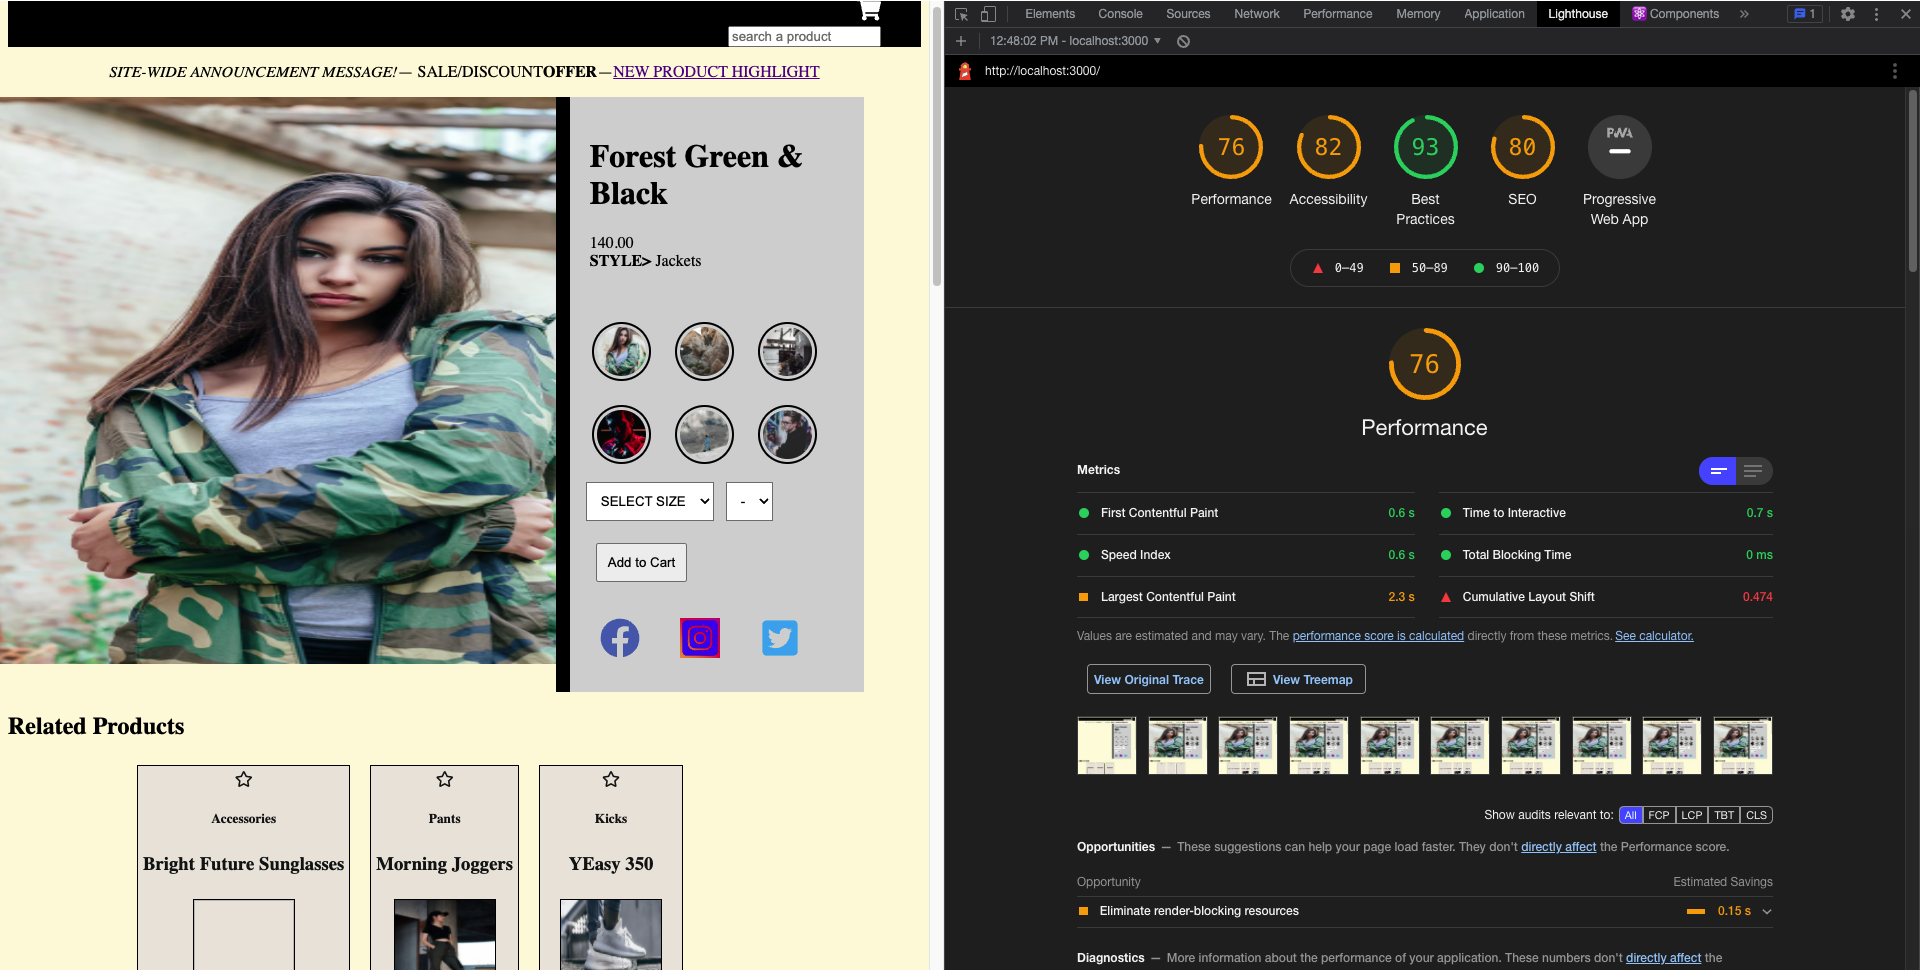 search a product
SITE-WIDE ANNOUNCEMENT MESSAGE! — SALE/DISCOUNTOFFER — NEW PRODUCT HIGHLIGHT
Forest Green &
Black
140.00
STYLE> Jackets
SELECT SIZE
-
Add to Cart
Related Products
Accessories
Bright Future Sunglasses
Pants
Morning Joggers
Kicks
YEasy 350
Elements Console Sources Network Performance Memory Application Lighthouse Components » 1
12:48:02 PM - localhost:3000
http://localhost:3000/
76
Performance
82
Accessibility
93
Best
Practices
80
SEO
PWA
Progressive
Web App
0–49 50–89 90–100
76
Performance
Metrics
First Contentful Paint 0.6 s
Time to Interactive 0.7 s
Speed Index 0.6 s
Total Blocking Time 0 ms
Largest Contentful Paint 2.3 s
Cumulative Layout Shift 0.474
Values are estimated and may vary. The performance score is calculated directly from these metrics. See calculator.
View Original Trace
View Treemap
Show audits relevant to: All FCP LCP TBT CLS
Opportunities — These suggestions can help your page load faster. They don't directly affect the Performance score.
Opportunity Estimated Savings
Eliminate render-blocking resources 0.15 s
Diagnostics — More information about the performance of your application. These numbers don't directly affect the